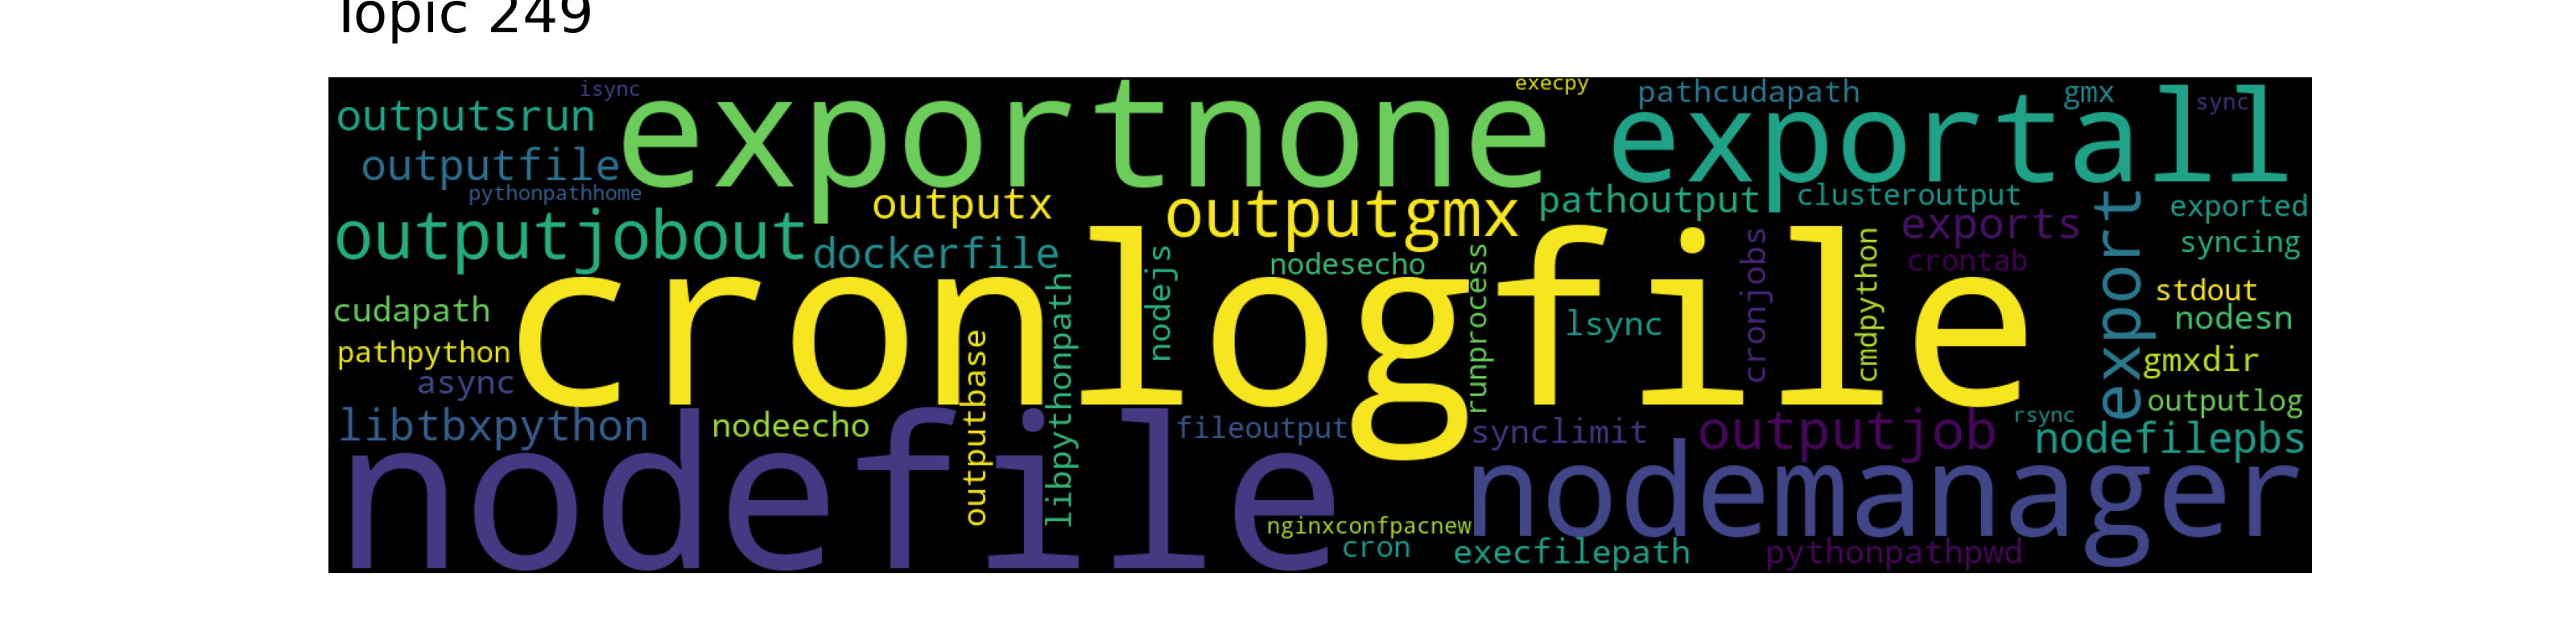 Topic 249
isync
execpy
outputsrun
exportnone
pathcudapath
gmx
sync
exportall
outputfile
pythonpathhome
outputx
outputgmx
pathoutput
clusteroutput
exported
outputjobout
dockerfile
nodejs
nodesecho
runprocess
cronjobs
cmdpython
exports
crontab
export
syncing
cudapath
cronlogfile
lsync
stdout
nodesn
pathpython
async
outputbase
libpythonpath
gmxdir
outputlog
libtbxpython
nodeecho
fileoutput
synclimit
outputjob
rsync
nodefilepbs
nodefile
nodemanager
nginxconfpacnew
cron
execfilepath
pythonpathpwd